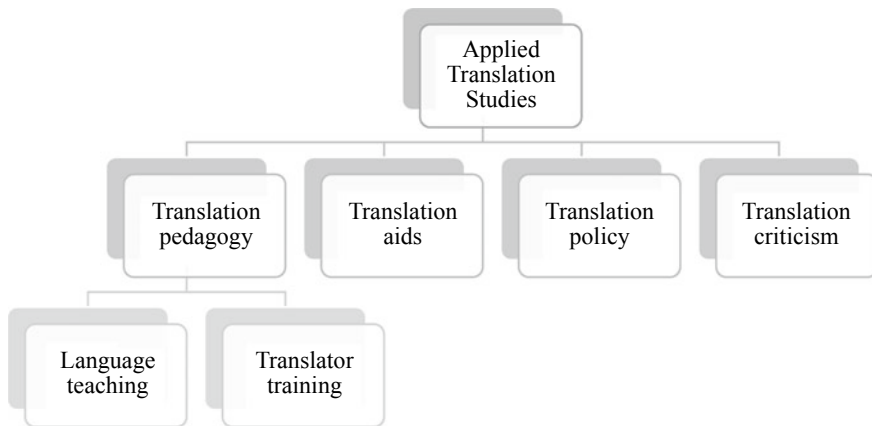 Applied
Translation
Studies
Translation
pedagogy
Translation
aids
Translation
policy
Translation
criticism
Language
teaching
Translator
training